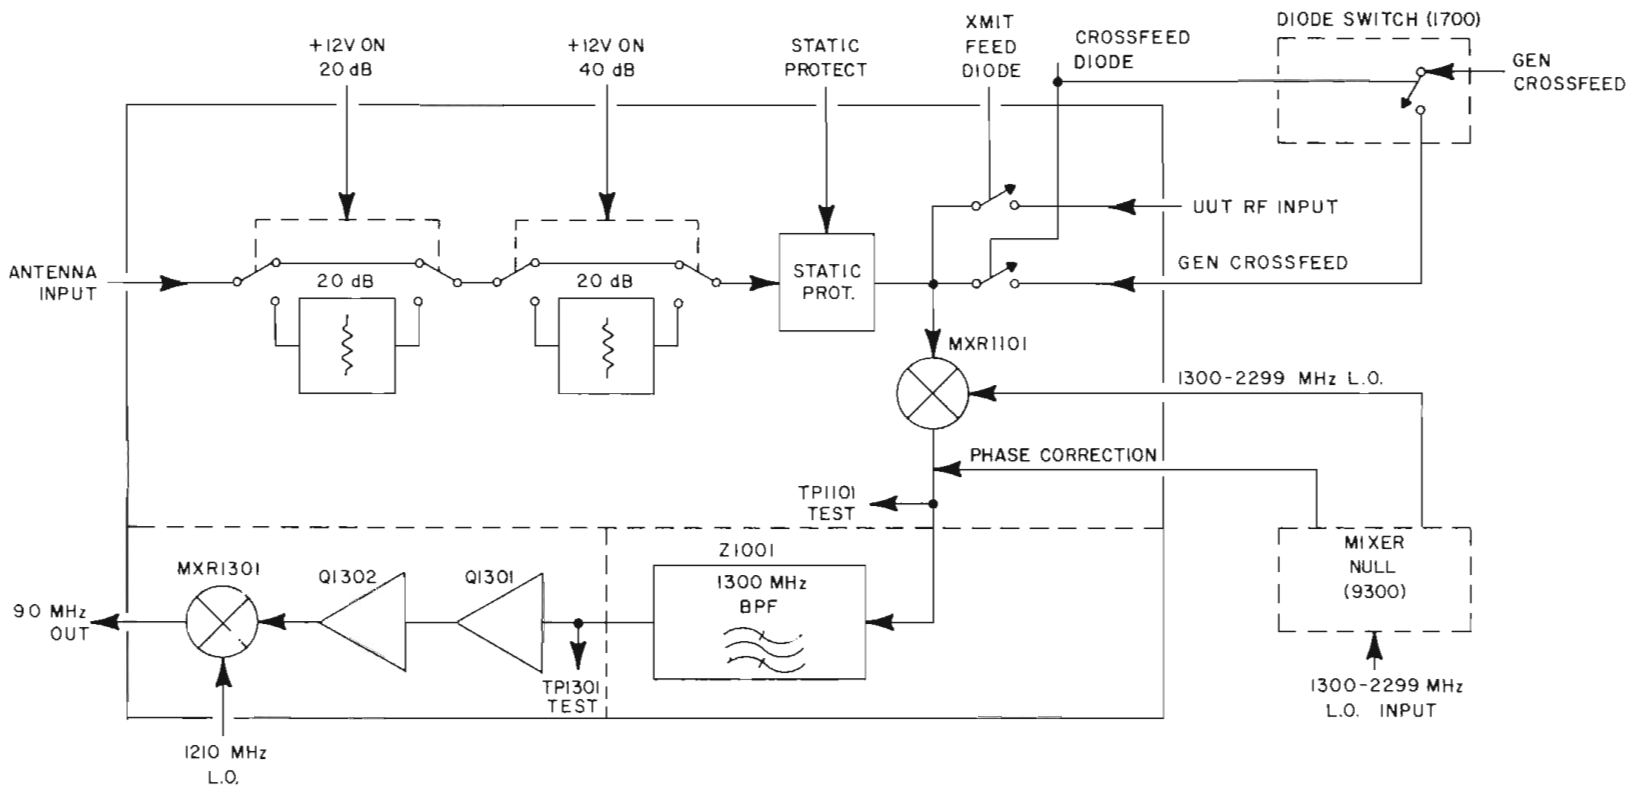 +12V ON
20 dB
+12V ON
40 dB
STATIC
PROTECT
XMIT
FEED
DIODE
CROSSFEED
DIODE
DIODE SWITCH (1700)
GEN
CROSSFEED
ANTENNA
INPUT
20 dB
20 dB
STATIC
PROT.
UUT RF INPUT
GEN CROSSFEED
MXR1101
1300-2299 MHz L.O.
PHASE CORRECTION
TP1101
TEST
MIXER
NULL
(9300)
1300-2299 MHz
L.O. INPUT
Z1001
1300 MHz
BPF
TP1301
TEST
Q1301
Q1302
MXR1301
90 MHz
OUT
1210 MHz
L.O.